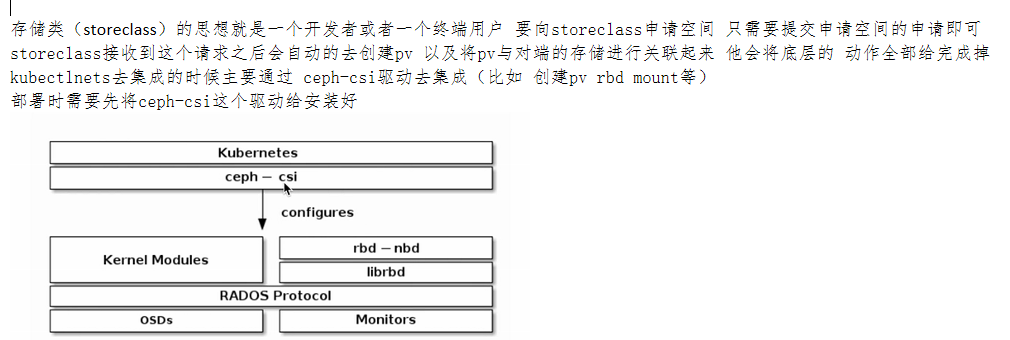 存储类（storeclass）的思想就是一个开发者或者一个终端用户 要向storeclass申请空间 只需要提交申请空间的申请即可
storeclass接收到这个请求之后会自动的去创建pv 以及将pv与对端的存储进行关联起来 他会将底层的 动作全部给完成掉
kubectlnets去集成的时候主要通过 ceph-csi驱动去集成（比如 创建pv rbd mount等）
部署时需要先将ceph-csi这个驱动给安装好
Kubernetes
ceph – csi
configures
Kernel Modules
rbd – nbd
librbd
RADOS Protocol
OSDs
Monitors